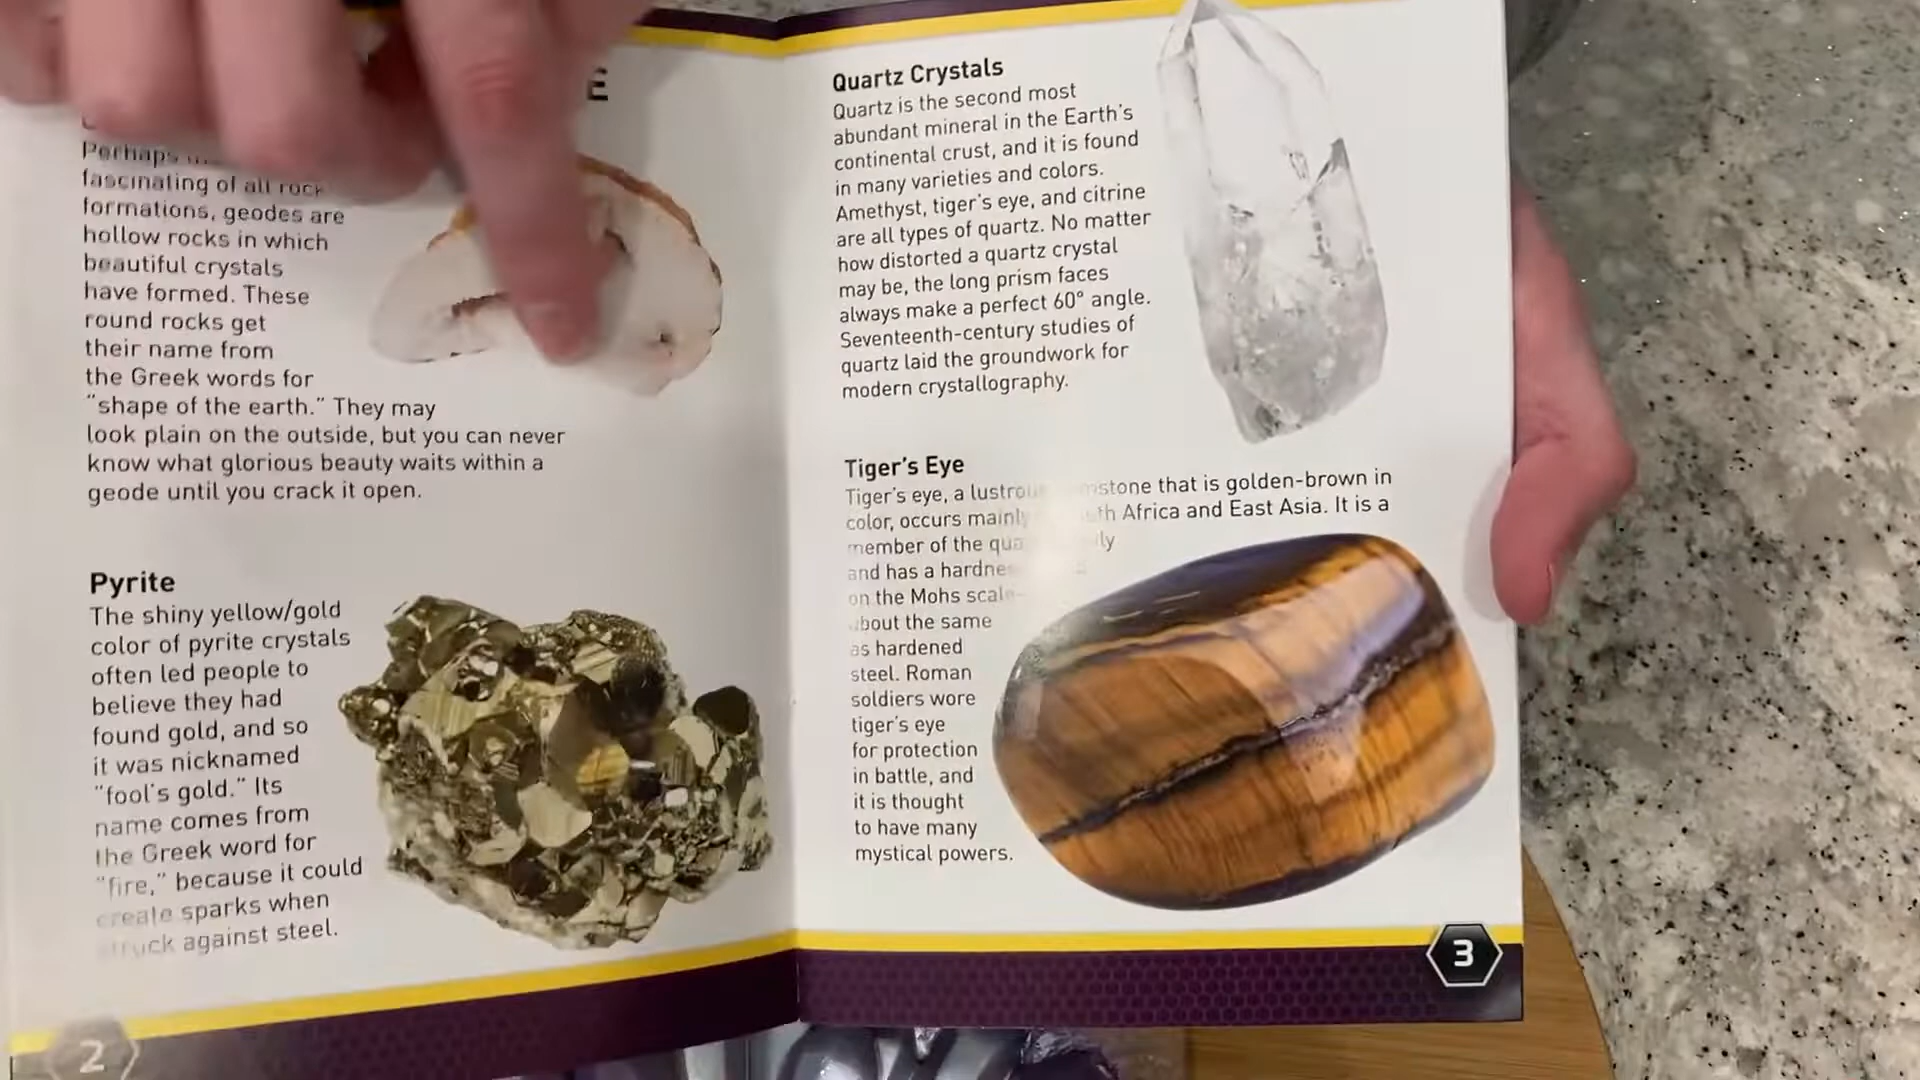 E
Perhaps
fascinating of all rock
formations, geodes are
hollow rocks in which
beautiful crystals
have formed. These
round rocks get
their name from
the Greek words for
“shape of the earth.” They may
look plain on the outside, but you can never
know what glorious beauty waits within a
geode until you crack it open.
Pyrite
The shiny yellow/gold
color of pyrite crystals
often led people to
believe they had
found gold, and so
it was nicknamed
“fool’s gold.” Its
name comes from
the Greek word for
“fire,” because it could
create sparks when
struck against steel.
2
Quartz Crystals
Quartz is the second most
abundant mineral in the Earth’s
continental crust, and it is found
in many varieties and colors.
Amethyst, tiger’s eye, and citrine
are all types of quartz. No matter
how distorted a quartz crystal
may be, the long prism faces
always make a perfect 60° angle.
Seventeenth-century studies of
quartz laid the groundwork for
modern crystallography.
Tiger’s Eye
Tiger’s eye, a lustrous that is golden-brown in
color, occurs mainly Africa and East Asia. It is a
member of the
and has a
on the Mohs scale–
about the same
as hardened
steel. Roman
soldiers wore
tiger’s eye
for protection
in battle, and
it is thought
to have many
mystical powers.
3